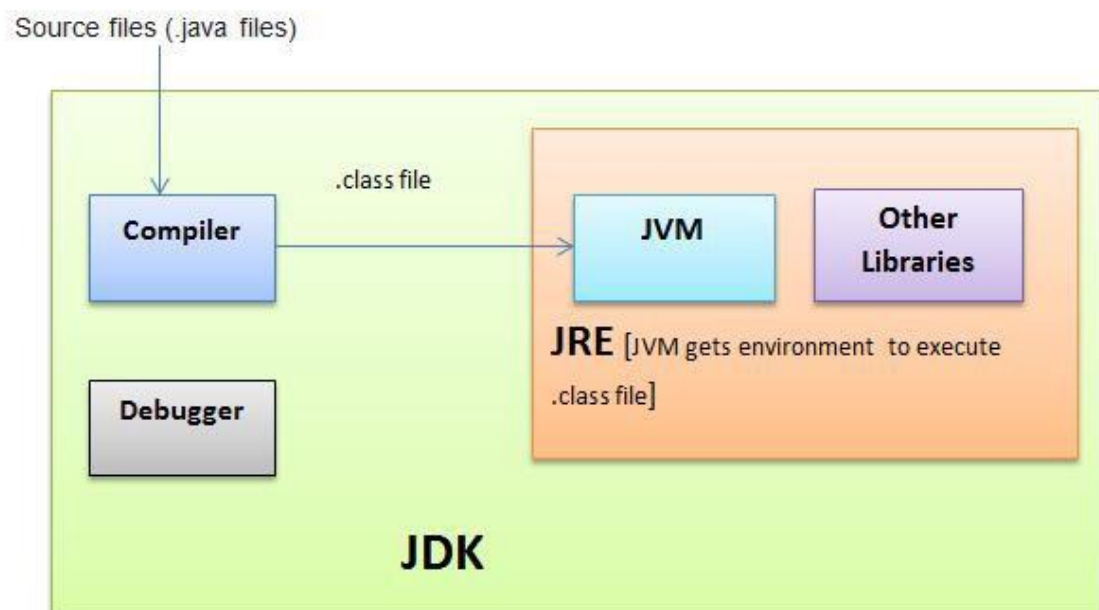 Source files (.java files)
.class file
Compiler
JVM
Other
Libraries
JRE [JVM gets environment to execute
.class file]
Debugger
JDK